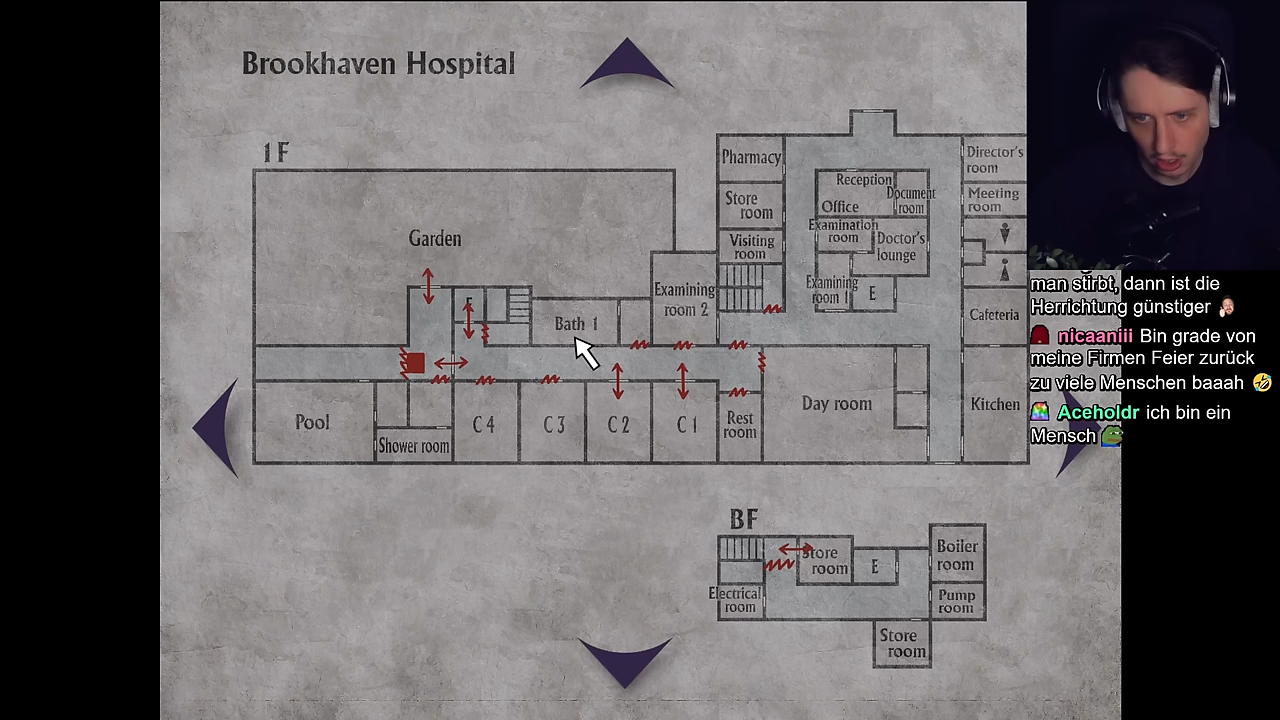 Brookhaven Hospital
1F
Garden
Pharmacy
Store
room
Visiting
room
Reception
Office
Document
room
Examination
room
Doctor's
lounge
Examining
room 1
E
Director's
room
Meeting
room
Cafeteria
Kitchen
Examining
room 2
Bath 1
Pool
Shower room
C4
C3
C2
C1
Rest
room
Day room
BF
Store
room
E
Boiler
room
Electrical
room
Pump
room
Store
room
man stirbt, dann ist die
Herrichtung günstiger
nicaaniii Bin grade von
meine Firmen Feier zurück
zu viele Menschen baaah
Aceholdr ich bin ein
Mensch